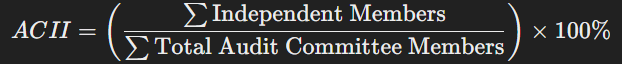 ACII = (∑ Independent Members / ∑ Total Audit Committee Members) × 100%